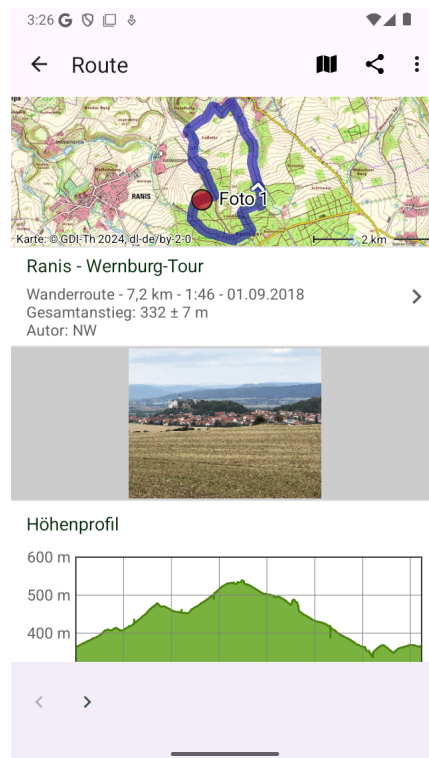 3:26
Route
RANIS
Foto 1
Karte: © GDI-Th 2024, dl-de/by-2-0
2 km
Ranis - Wernburg-Tour
Wanderroute - 7,2 km - 1:46 - 01.09.2018
Gesamtanstieg: 332 ± 7 m
Autor: NW
Höhenprofil
600 m
500 m
400 m